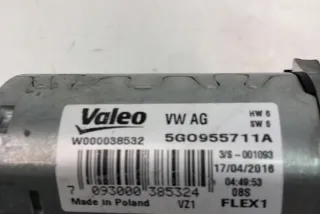 Valeo VW AG HW 6
SW 6
W000038532 5G0955711A
3/S-001093
17/04/2016
04:49:53
7 093000 385324 08S
Made in Poland VZ1 FLEX1